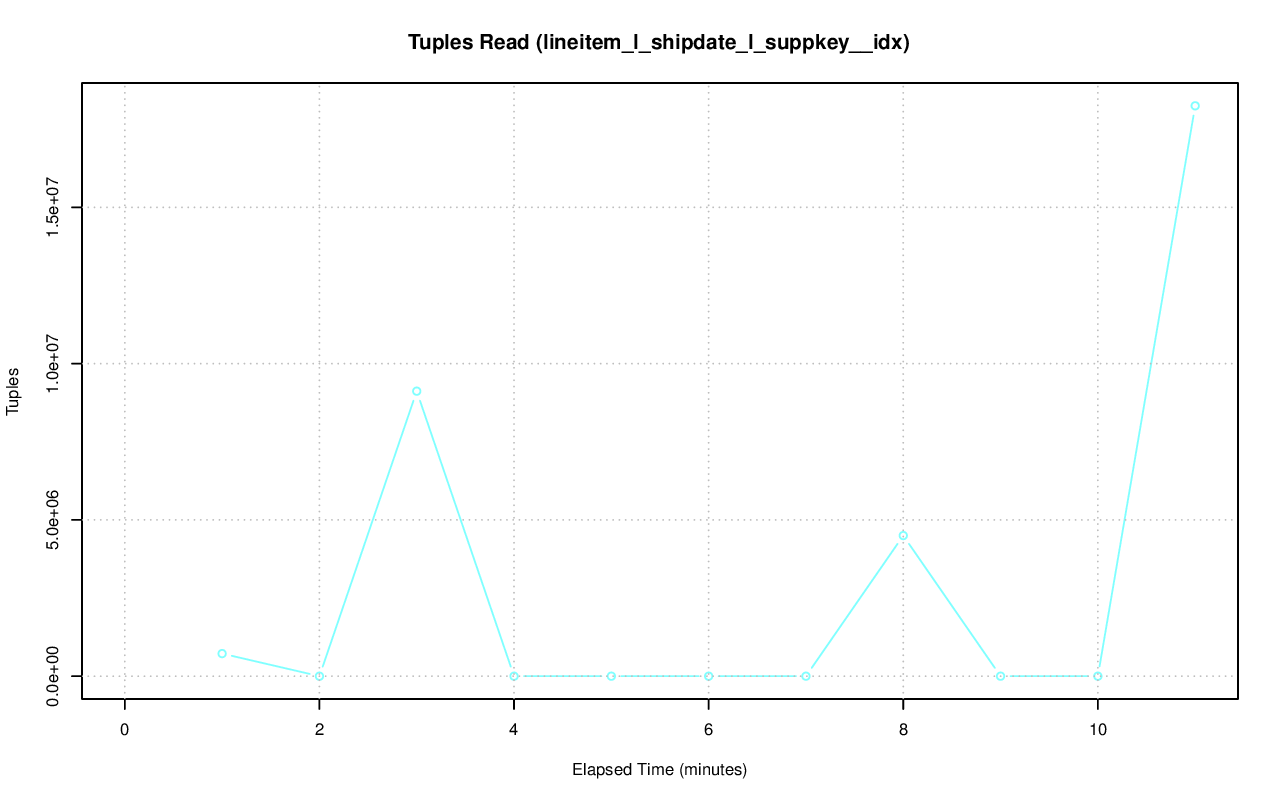 Tuples Read (lineitem_l_shipdate_l_suppkey__idx)
Tuples
1.5e+07
1.0e+07
5.0e+06
0.0e+00
0 2 4 6 8 10
Elapsed Time (minutes)